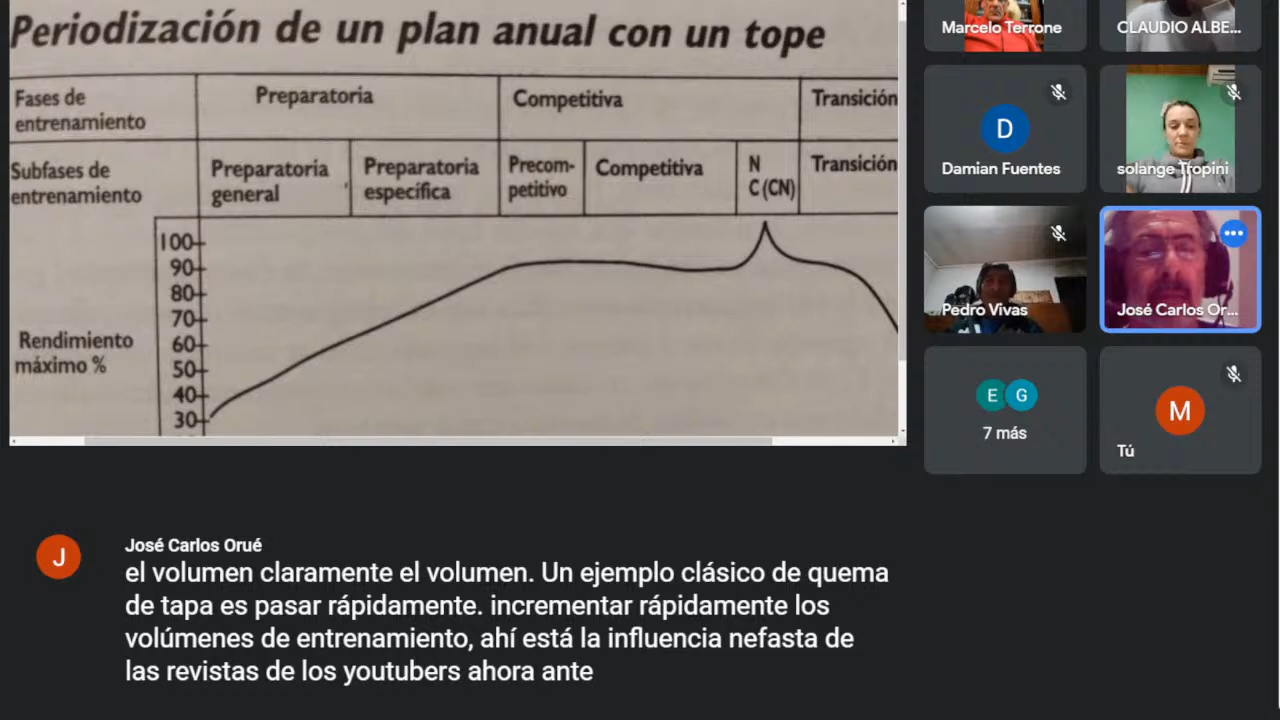 Periodización de un plan anual con un tope
Fases de
entrenamiento
Preparatoria
Competitiva
Transición
Subfases de
entrenamiento
Preparatoria
general
Preparatoria
específica
Precom-
petitivo
Competitiva
N
C (CN)
Transición
100
90
80
70
60
50
40
30
Rendimiento
máximo %
Marcelo Terrone
CLAUDIO ALBE...
D
Damian Fuentes
solange Tropini
Pedro Vivas
José Carlos Or...
E G
7 más
M
Tú
J
José Carlos Orué
el volumen claramente el volumen. Un ejemplo clásico de quema
de tapa es pasar rápidamente. incrementar rápidamente los
volúmenes de entrenamiento, ahí está la influencia nefasta de
las revistas de los youtubers ahora ante